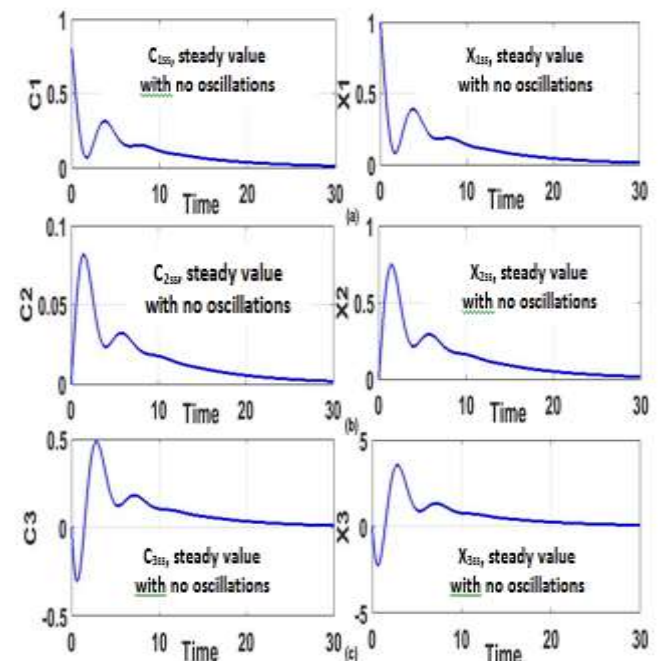 1
C1ss, steady value
with no oscillations
0.5
C1
0
0 10 20 30
Time
1
X1ss, steady value
with no oscillations
0.5
X1
0
0 10 20 30
Time
(a)
0.1
C2ss, steady value
with no oscillations
0.05
C2
0
0 10 20 30
Time
1
X2ss, steady value
with no oscillations
0.5
X2
0
0 10 20 30
Time
(b)
0.5
0
C3
C3ss, steady value
with no oscillations
-0.5
0 10 20 30
Time
5
0
X3
X3ss, steady value
with no oscillations
-5
0 10 20 30
Time
(c)